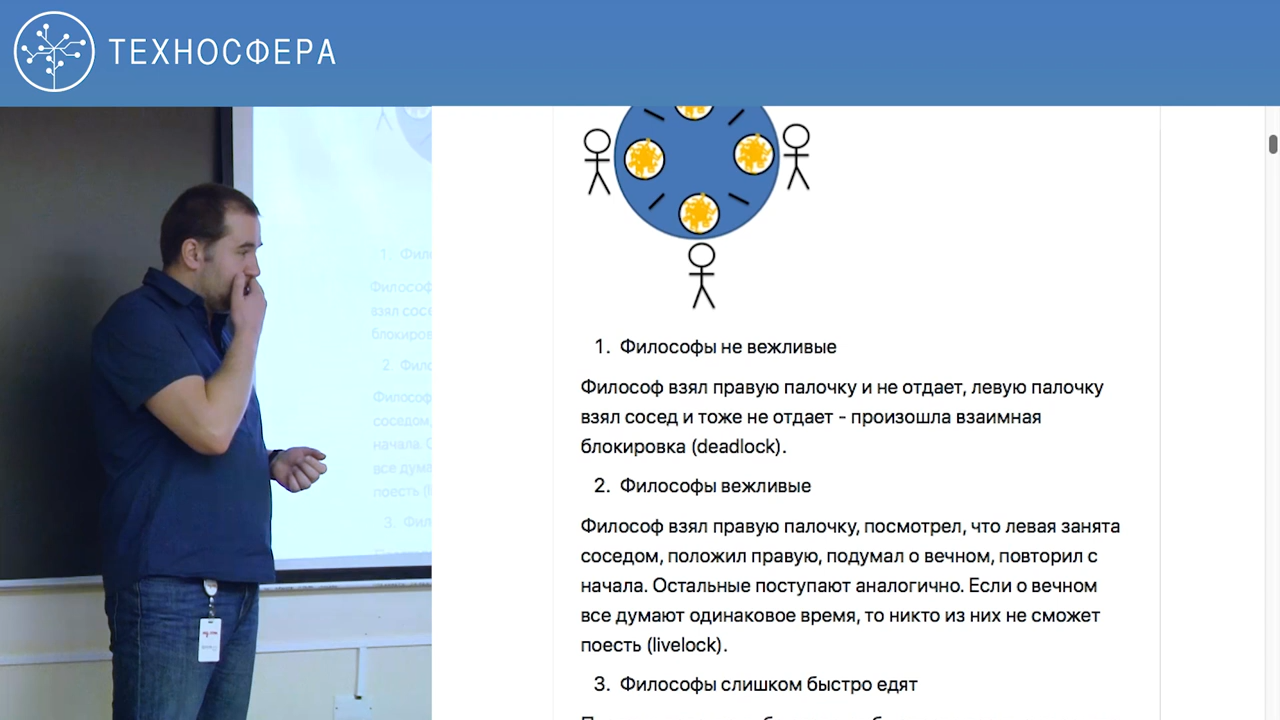 ТЕХНОСФЕРА
1. Философы не вежливые
Философ взял правую палочку и не отдает, левую палочку
взял сосед и тоже не отдает - произошла взаимная
блокировка (deadlock).
2. Философы вежливые
Философ взял правую палочку, посмотрел, что левая занята
соседом, положил правую, подумал о вечном, повторил с
начала. Остальные поступают аналогично. Если о вечном
все думают одинаковое время, то никто из них не сможет
поесть (livelock).
3. Философы слишком быстро едят